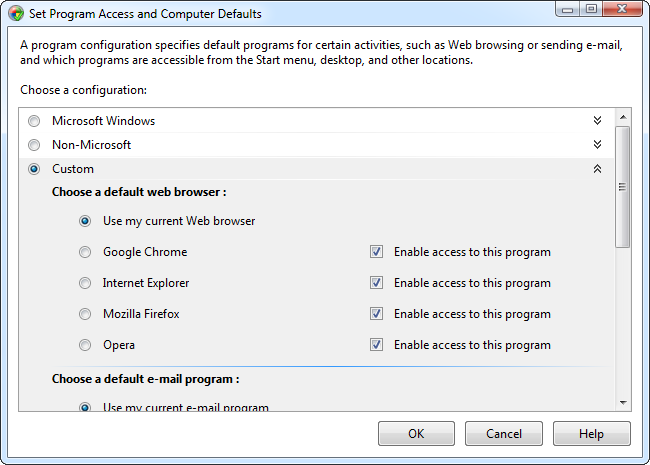 Set Program Access and Computer Defaults
A program configuration specifies default programs for certain activities, such as Web browsing or sending e-mail,
and which programs are accessible from the Start menu, desktop, and other locations.
Choose a configuration:
Microsoft Windows
Non-Microsoft
Custom
Choose a default web browser :
Use my current Web browser
Google Chrome Enable access to this program
Internet Explorer Enable access to this program
Mozilla Firefox Enable access to this program
Opera Enable access to this program
Choose a default e-mail program :
Use my current e-mail program
OK Cancel Help